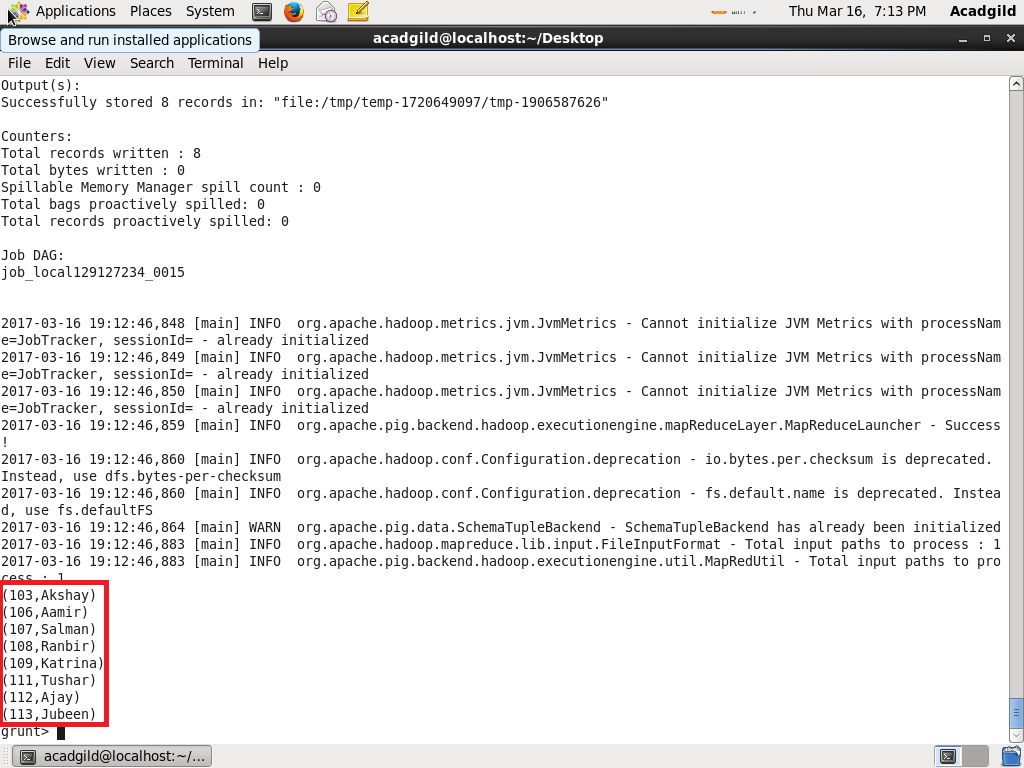 Applications Places System Thu Mar 16, 7:13 PM Acadgild
Browse and run installed applications
acadgild@localhost:~/Desktop
File Edit View Search Terminal Help
Output(s):
Successfully stored 8 records in: "file:/tmp/temp-1720649097/tmp-1906587626"
Counters:
Total records written : 8
Total bytes written : 0
Spillable Memory Manager spill count : 0
Total bags proactively spilled: 0
Total records proactively spilled: 0
Job DAG:
job_local129127234_0015
2017-03-16 19:12:46,848 [main] INFO  org.apache.hadoop.metrics.jvm.JvmMetrics - Cannot initialize JVM Metrics with processNam
e=JobTracker, sessionId= - already initialized
2017-03-16 19:12:46,849 [main] INFO  org.apache.hadoop.metrics.jvm.JvmMetrics - Cannot initialize JVM Metrics with processNam
e=JobTracker, sessionId= - already initialized
2017-03-16 19:12:46,850 [main] INFO  org.apache.hadoop.metrics.jvm.JvmMetrics - Cannot initialize JVM Metrics with processNam
e=JobTracker, sessionId= - already initialized
2017-03-16 19:12:46,859 [main] INFO  org.apache.pig.backend.hadoop.executionengine.mapReduceLayer.MapReduceLauncher - Success
!
2017-03-16 19:12:46,860 [main] INFO  org.apache.hadoop.conf.Configuration.deprecation - io.bytes.per.checksum is deprecated.
Instead, use dfs.bytes-per-checksum
2017-03-16 19:12:46,860 [main] INFO  org.apache.hadoop.conf.Configuration.deprecation - fs.default.name is deprecated. Instea
d, use fs.defaultFS
2017-03-16 19:12:46,864 [main] WARN  org.apache.pig.data.SchemaTupleBackend - SchemaTupleBackend has already been initialized
2017-03-16 19:12:46,883 [main] INFO  org.apache.hadoop.mapreduce.lib.input.FileInputFormat - Total input paths to process : 1
2017-03-16 19:12:46,883 [main] INFO  org.apache.pig.backend.hadoop.executionengine.util.MapRedUtil - Total input paths to pro
cess : 1
(103,Akshay)
(106,Aamir)
(107,Salman)
(108,Ranbir)
(109,Katrina)
(111,Tushar)
(112,Ajay)
(113,Jubeen)
grunt>
acadgild@localhost:~/...